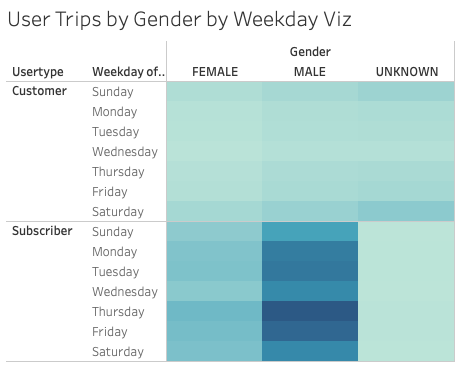 User Trips by Gender by Weekday Viz
Gender
Usertype Weekday of.. FEMALE MALE UNKNOWN
Customer Sunday
Monday
Tuesday
Wednesday
Thursday
Friday
Saturday
Subscriber Sunday
Monday
Tuesday
Wednesday
Thursday
Friday
Saturday